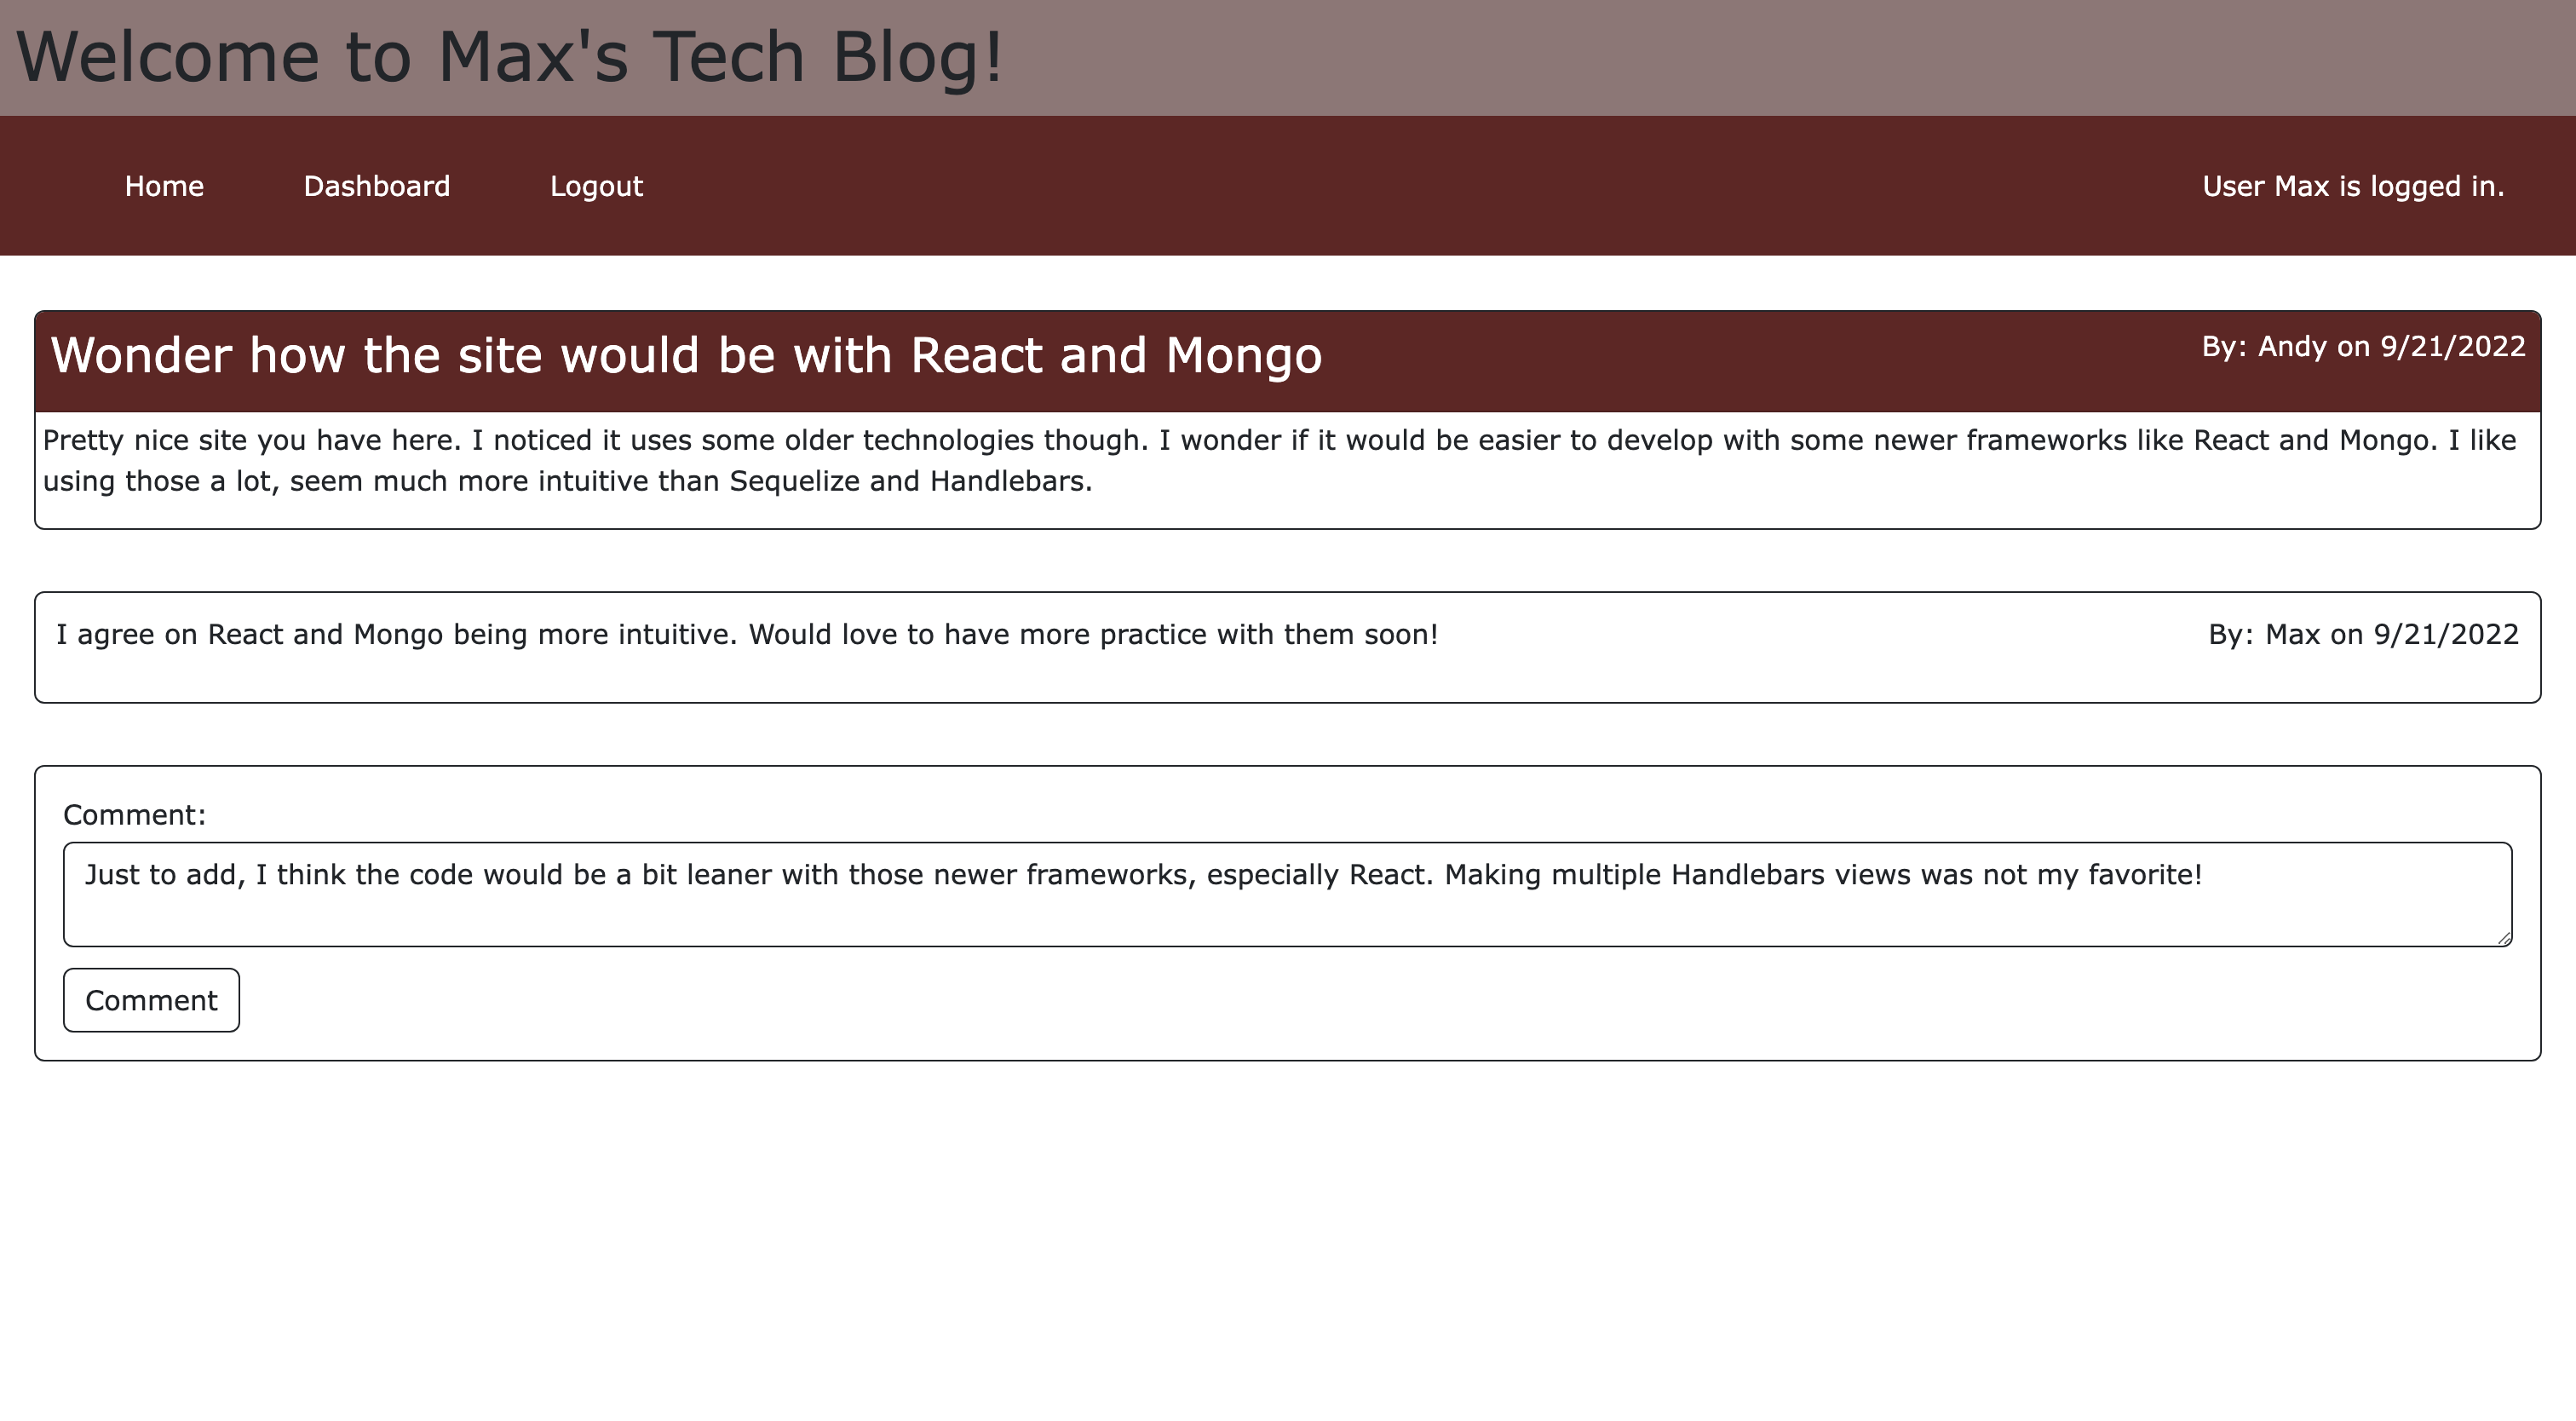 Welcome to Max's Tech Blog!
Home Dashboard Logout User Max is logged in.
Wonder how the site would be with React and Mongo By: Andy on 9/21/2022
Pretty nice site you have here. I noticed it uses some older technologies though. I wonder if it would be easier to develop with some newer frameworks like React and Mongo. I like
using those a lot, seem much more intuitive than Sequelize and Handlebars.
I agree on React and Mongo being more intuitive. Would love to have more practice with them soon! By: Max on 9/21/2022
Comment:
Just to add, I think the code would be a bit leaner with those newer frameworks, especially React. Making multiple Handlebars views was not my favorite!
Comment